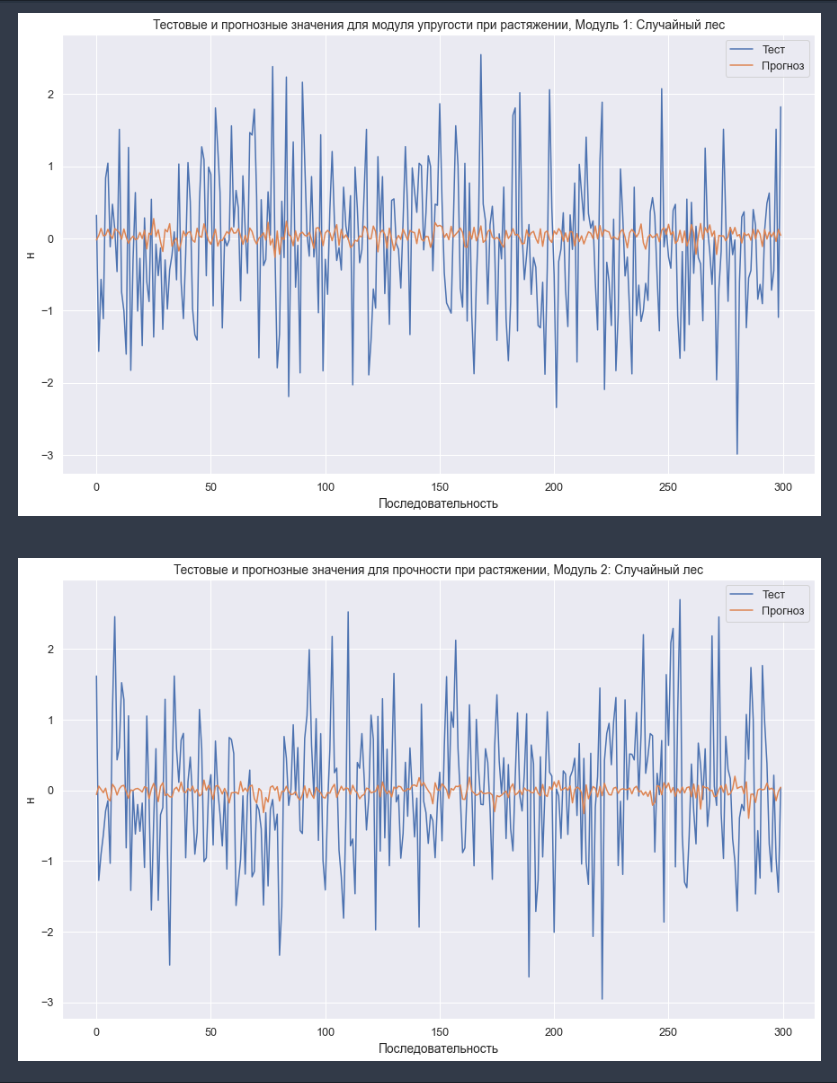 Тестовые и прогнозные значения для модуля упругости при растяжении, Модуль 1: Случайный лес
Тест
Прогноз
2
1
0
−1
−2
−3
н
0 50 100 150 200 250 300
Последовательность
Тестовые и прогнозные значения для прочности при растяжении, Модуль 2: Случайный лес
Тест
Прогноз
2
1
0
−1
−2
−3
н
0 50 100 150 200 250 300
Последовательность